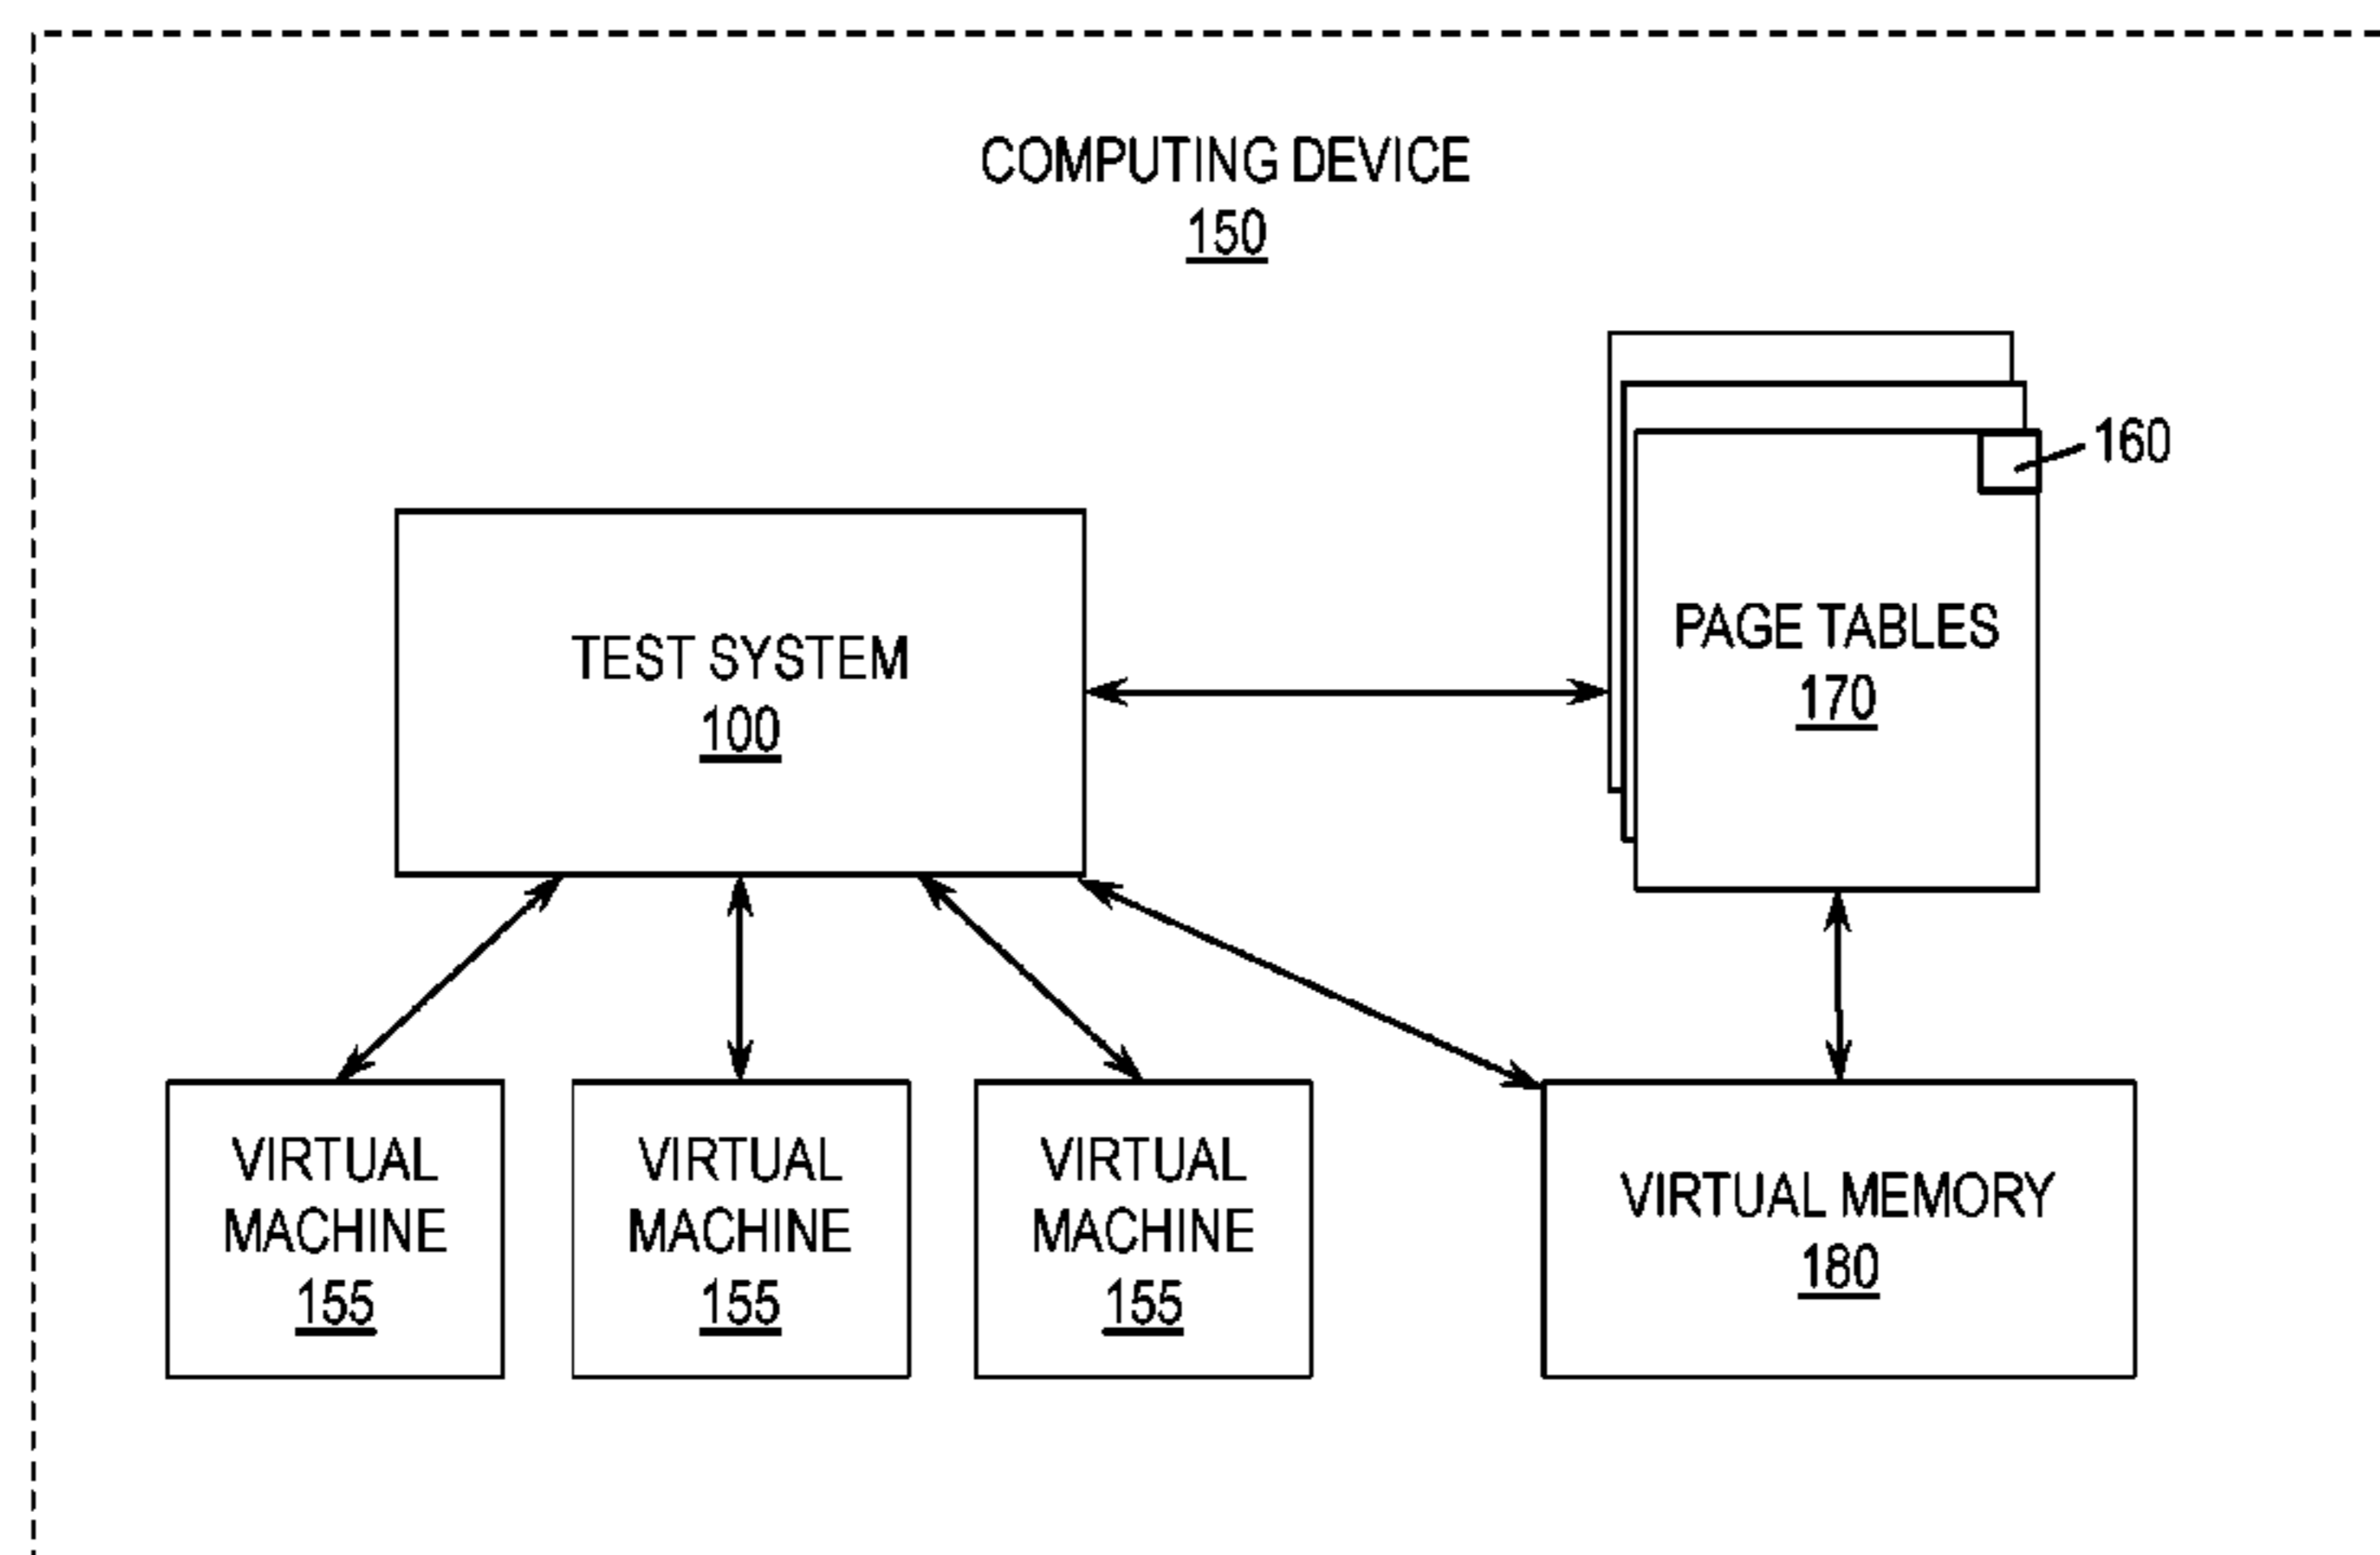 COMPUTING DEVICE
150
160
TEST SYSTEM
100
PAGE TABLES
170
VIRTUAL
MACHINE
155
VIRTUAL
MACHINE
155
VIRTUAL
MACHINE
155
VIRTUAL MEMORY
180